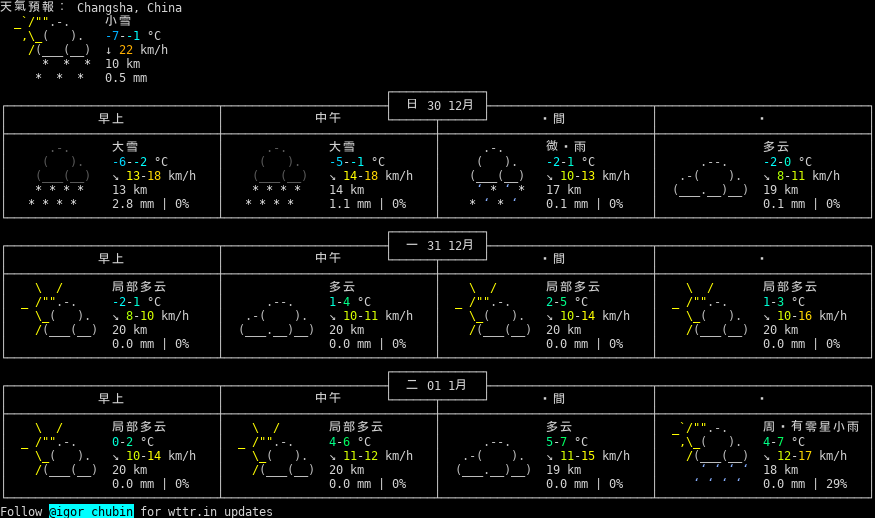 天氣預報： Changsha, China
小雪
-7--1 °C
↓ 22 km/h
10 km
0.5 mm
日 30 12月
早上 中午 ・間 ・
大雪 大雪 微・雨 多云
-6--2 °C -5--1 °C -2-1 °C -2-0 °C
↘ 13-18 km/h ↘ 14-18 km/h ↘ 10-13 km/h ↘ 8-11 km/h
13 km 14 km 17 km 19 km
2.8 mm | 0% 1.1 mm | 0% 0.1 mm | 0% 0.1 mm | 0%
一 31 12月
早上 中午 ・間 ・
局部多云 多云 局部多云 局部多云
-2-1 °C 1-4 °C 2-5 °C 1-3 °C
↘ 8-10 km/h ↘ 10-11 km/h ↘ 10-14 km/h ↘ 10-16 km/h
20 km 20 km 20 km 20 km
0.0 mm | 0% 0.0 mm | 0% 0.0 mm | 0% 0.0 mm | 0%
二 01 1月
早上 中午 ・間 ・
局部多云 局部多云 多云 周・有零星小雨
0-2 °C 4-6 °C 5-7 °C 4-7 °C
↘ 10-14 km/h ↘ 11-12 km/h ↘ 11-15 km/h ↘ 12-17 km/h
20 km 20 km 19 km 18 km
0.0 mm | 0% 0.0 mm | 0% 0.0 mm | 0% 0.0 mm | 29%
Follow @igor_chubin for wttr.in updates